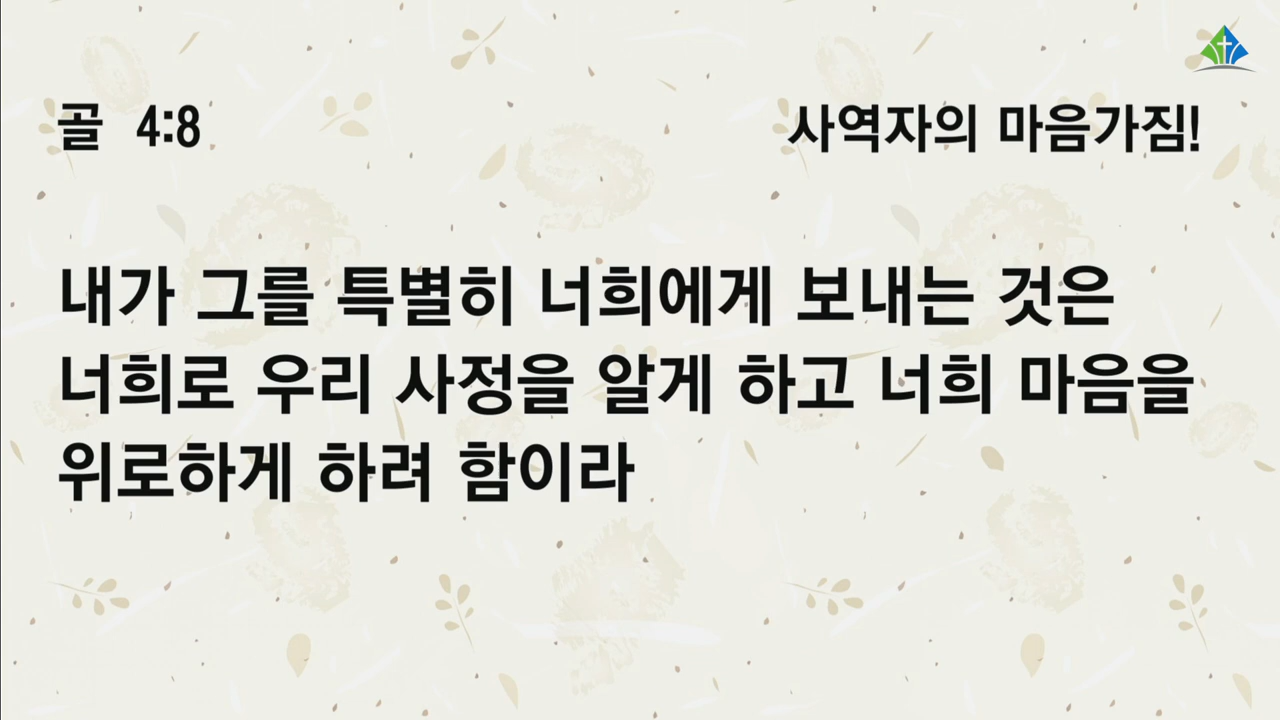 골 4:8
사역자의 마음가짐!
내가 그를 특별히 너희에게 보내는 것은
너희로 우리 사정을 알게 하고 너희 마음을
위로하게 하려 함이라